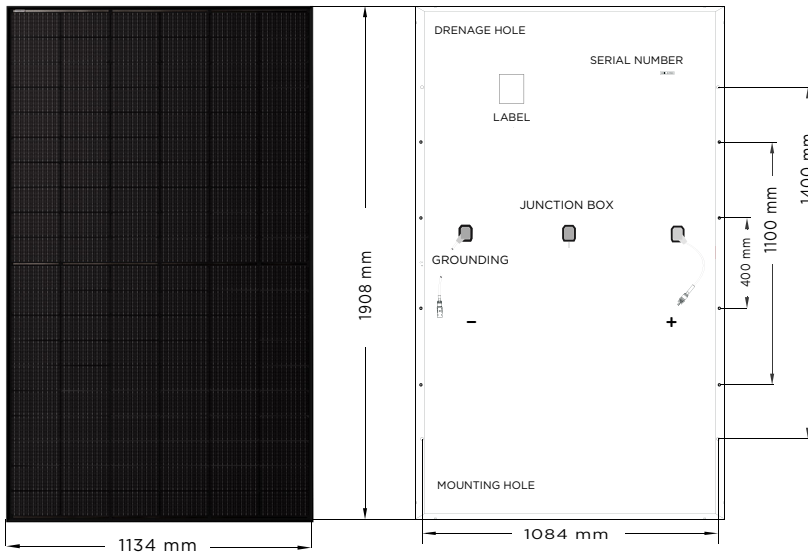 DRENAGE HOLE
SERIAL NUMBER
LABEL
1400 mm
1100 mm
JUNCTION BOX
400 mm
GROUNDING
1908 mm
– +
MOUNTING HOLE
1084 mm
1134 mm